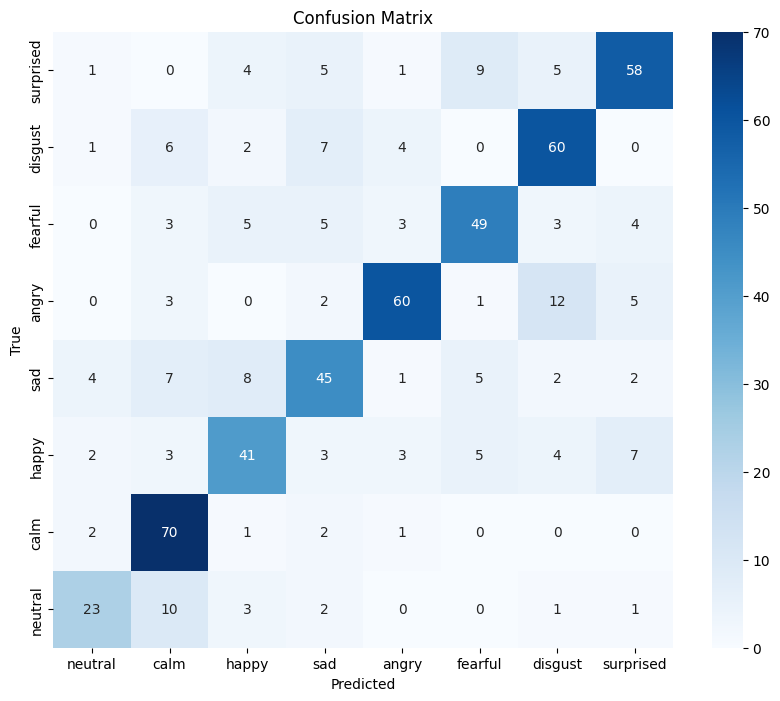 Confusion Matrix
True
surprised 1 0 4 5 1 9 5 58
disgust 1 6 2 7 4 0 60 0
fearful 0 3 5 5 3 49 3 4
angry 0 3 0 2 60 1 12 5
sad 4 7 8 45 1 5 2 2
happy 2 3 41 3 3 5 4 7
calm 2 70 1 2 1 0 0 0
neutral 23 10 3 2 0 0 1 1
neutral calm happy sad angry fearful disgust surprised
Predicted
70
60
50
40
30
20
10
0